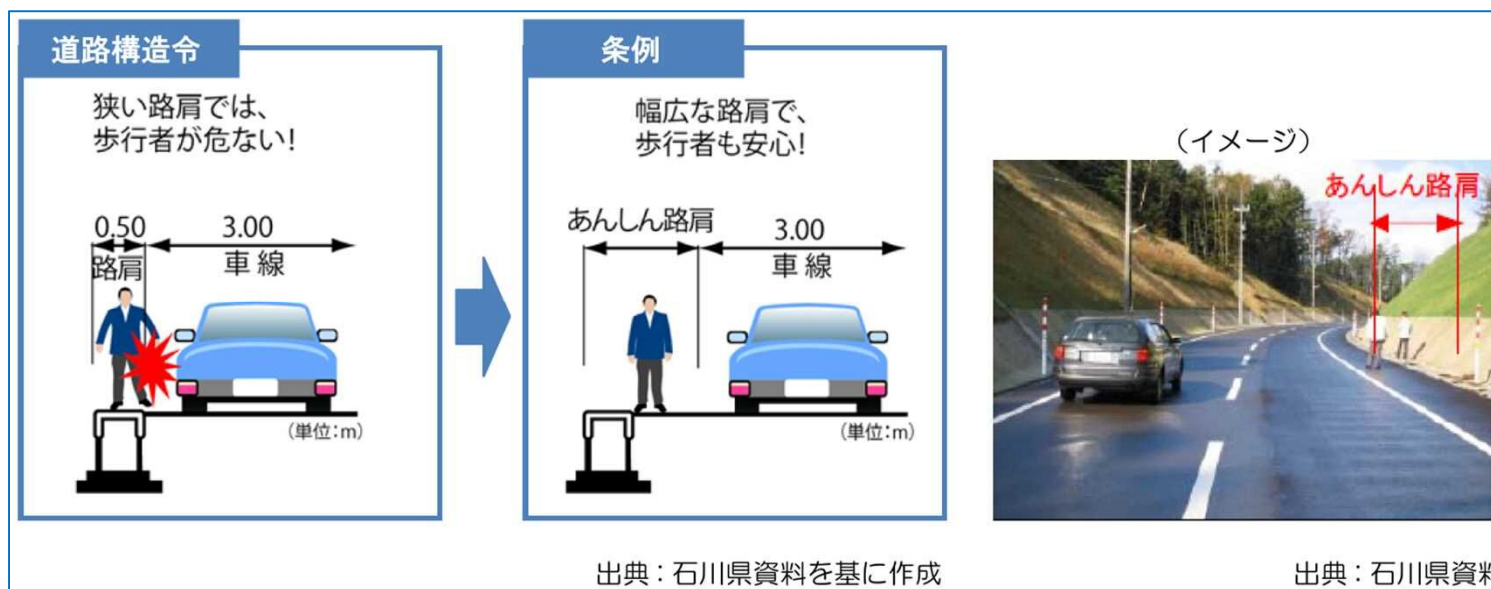 道路構造令
狭い路肩では、
歩行者が危ない!
0.50
3.00
路肩
車線
(単位:m)
条例
幅広な路肩で、
歩行者も安心!
あんしん路肩
3.00
車線
(単位:m)
(イメージ)
あんしん路肩
出典:石川県資料を基に作成
出典:石川県資料